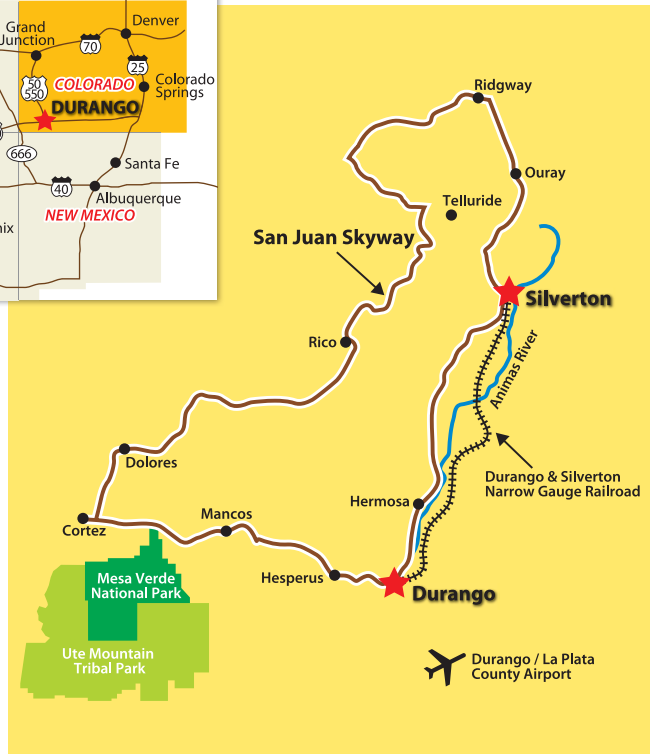 Grand
Junction
Denver
70
25
50
550
COLORADO
Colorado
Springs
DURANGO
666
Santa Fe
40
Albuquerque
NEW MEXICO
nix
Ridgway
Ouray
Telluride
San Juan Skyway
Silverton
Rico
Animas River
Dolores
Durango & Silverton
Narrow Gauge Railroad
Hermosa
Mancos
Cortez
Hesperus
Durango
Mesa Verde
National Park
Ute Mountain
Tribal Park
Durango / La Plata
County Airport